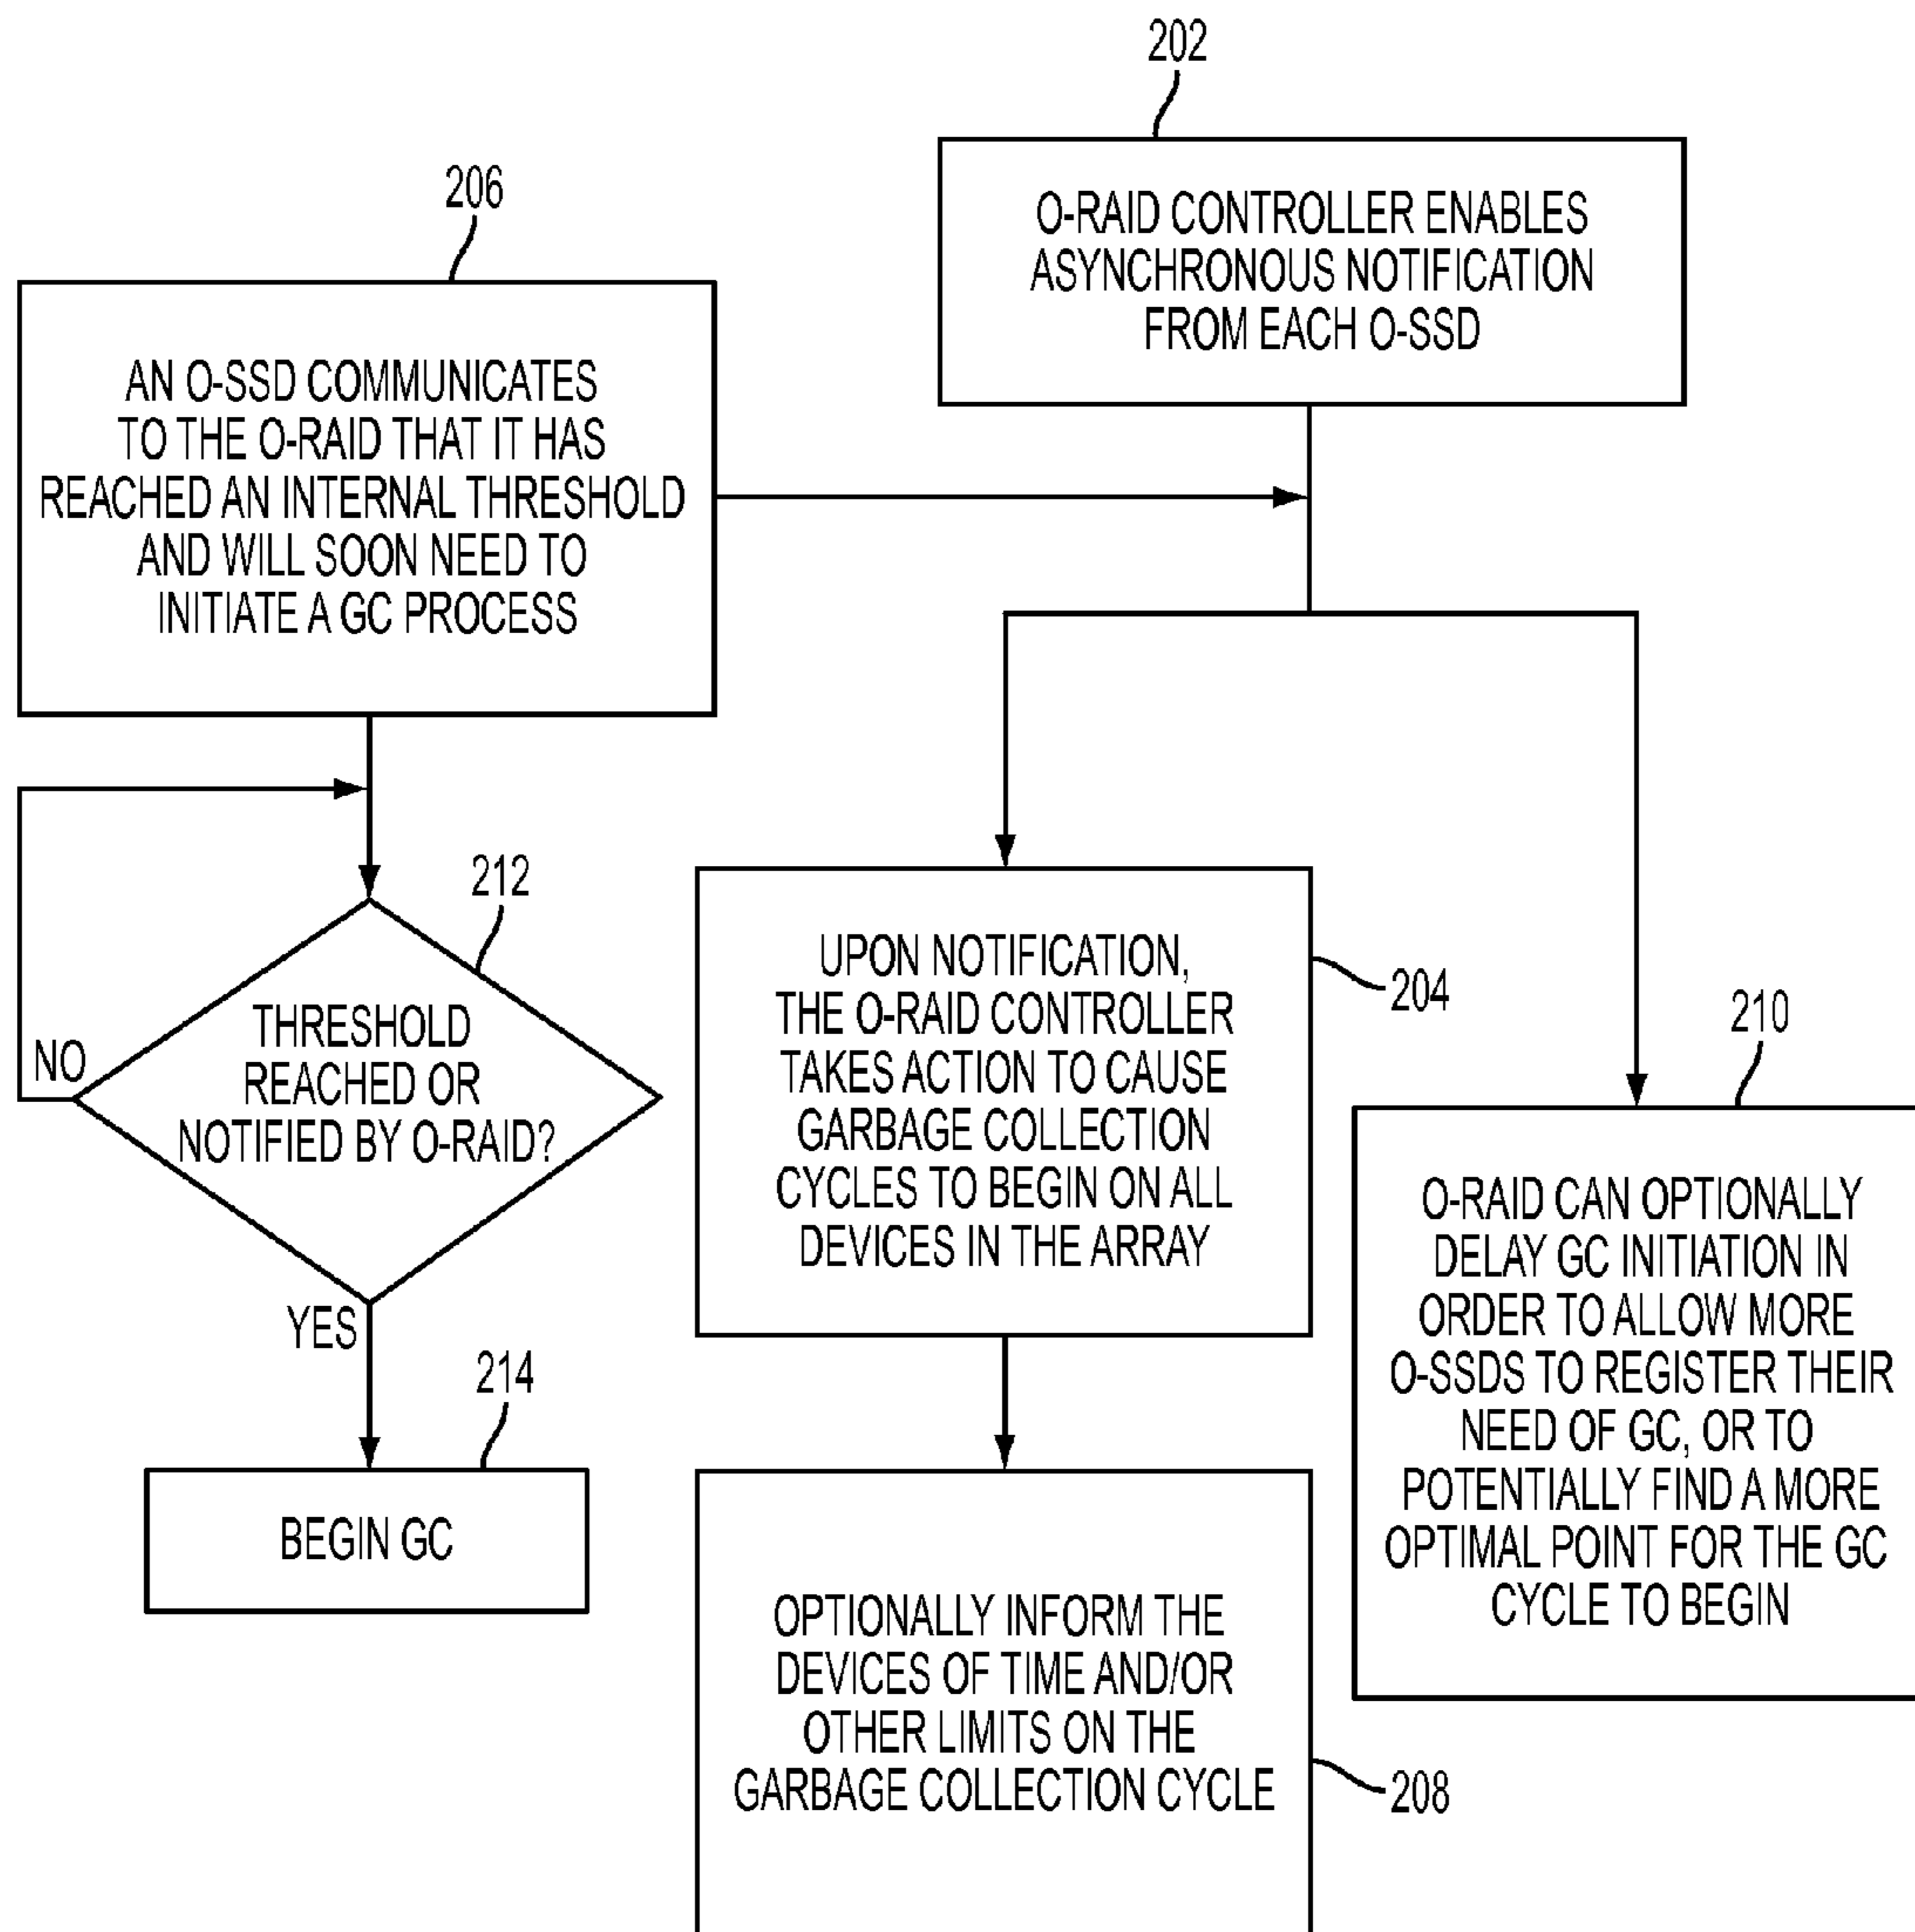 202
O-RAID CONTROLLER ENABLES
ASYNCHRONOUS NOTIFICATION
FROM EACH O-SSD
206
AN O-SSD COMMUNICATES
TO THE O-RAID THAT IT HAS
REACHED AN INTERNAL THRESHOLD
AND WILL SOON NEED TO
INITIATE A GC PROCESS
212
THRESHOLD
REACHED OR
NOTIFIED BY O-RAID?
NO
YES
214
BEGIN GC
204
UPON NOTIFICATION,
THE O-RAID CONTROLLER
TAKES ACTION TO CAUSE
GARBAGE COLLECTION
CYCLES TO BEGIN ON ALL
DEVICES IN THE ARRAY
208
OPTIONALLY INFORM THE
DEVICES OF TIME AND/OR
OTHER LIMITS ON THE
GARBAGE COLLECTION CYCLE
210
O-RAID CAN OPTIONALLY
DELAY GC INITIATION IN
ORDER TO ALLOW MORE
O-SSDS TO REGISTER THEIR
NEED OF GC, OR TO
POTENTIALLY FIND A MORE
OPTIMAL POINT FOR THE GC
CYCLE TO BEGIN